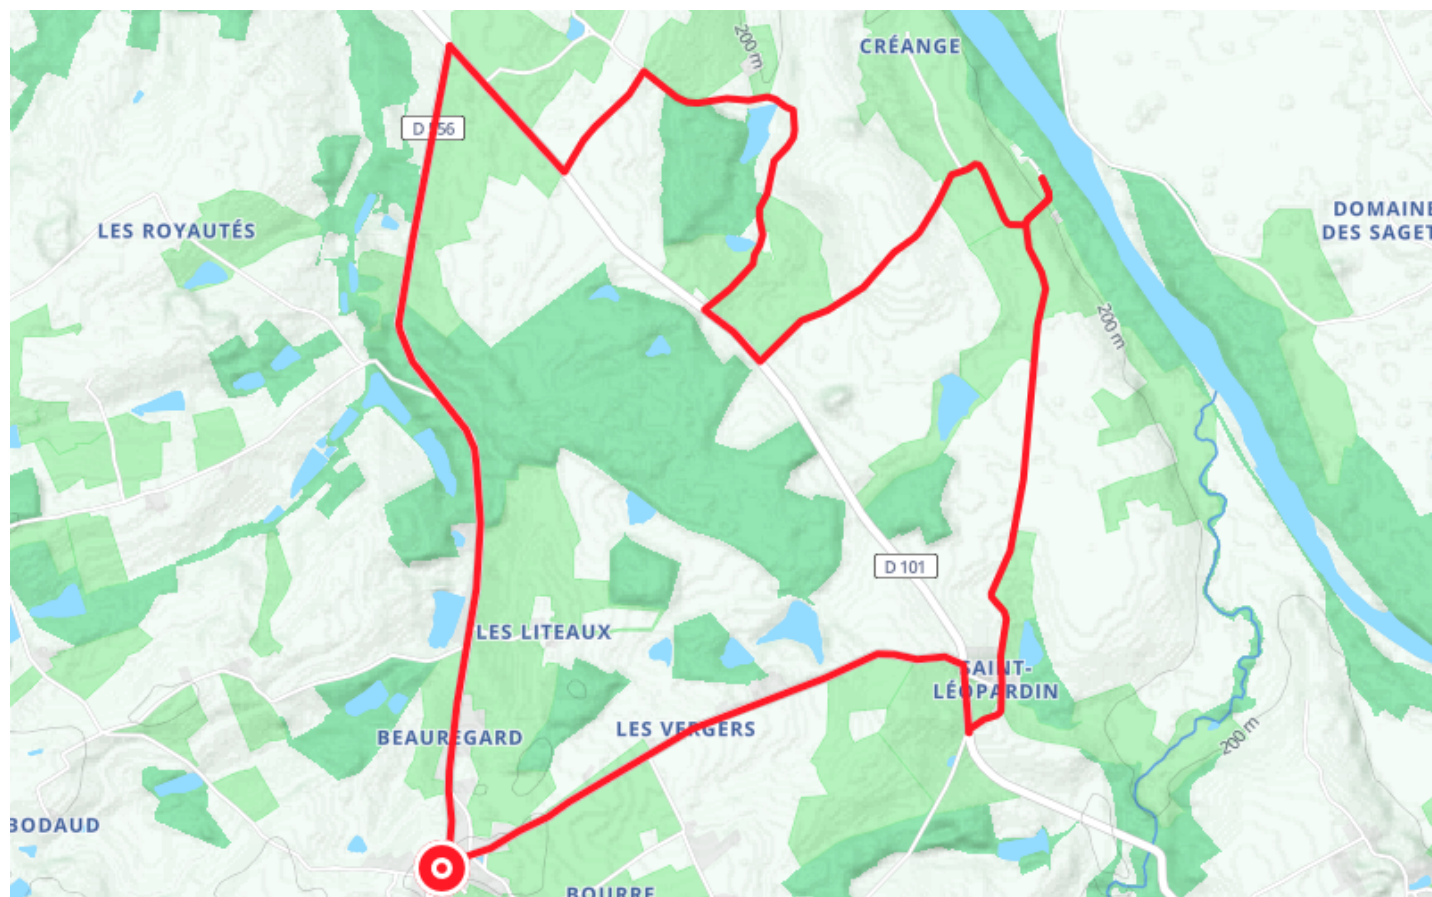 200 m
CRÉANGE
D 56
LES ROYAUTÉS
DOMAINE
DES SAGET
200 m
D 101
LES LITEAUX
SAINT-
LÉOPARDIN
LES VERGERS
BEAUREGARD
200 m
BODAUD
BOURRE